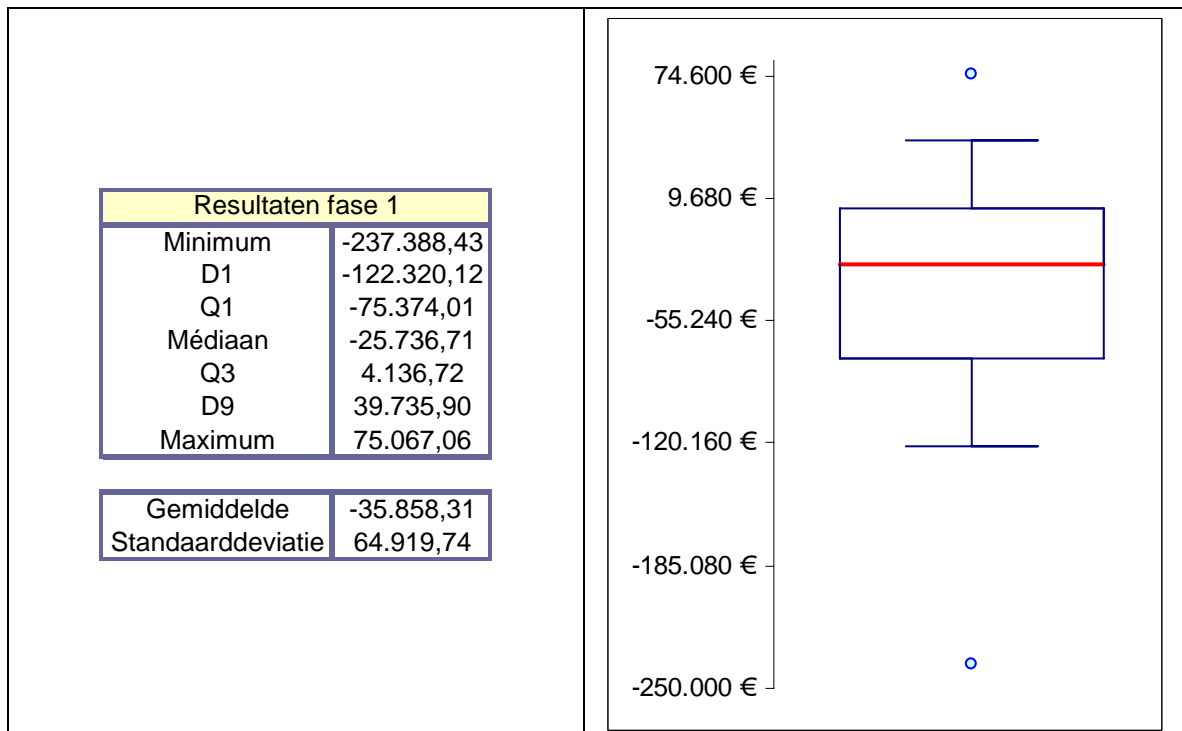 Resultaten fase 1
Minimum -237.388,43
D1 -122.320,12
Q1 -75.374,01
Médiaan -25.736,71
Q3 4.136,72
D9 39.735,90
Maximum 75.067,06
Gemiddelde -35.858,31
Standaarddeviatie 64.919,74
74.600 €
9.680 €
-55.240 €
-120.160 €
-185.080 €
-250.000 €